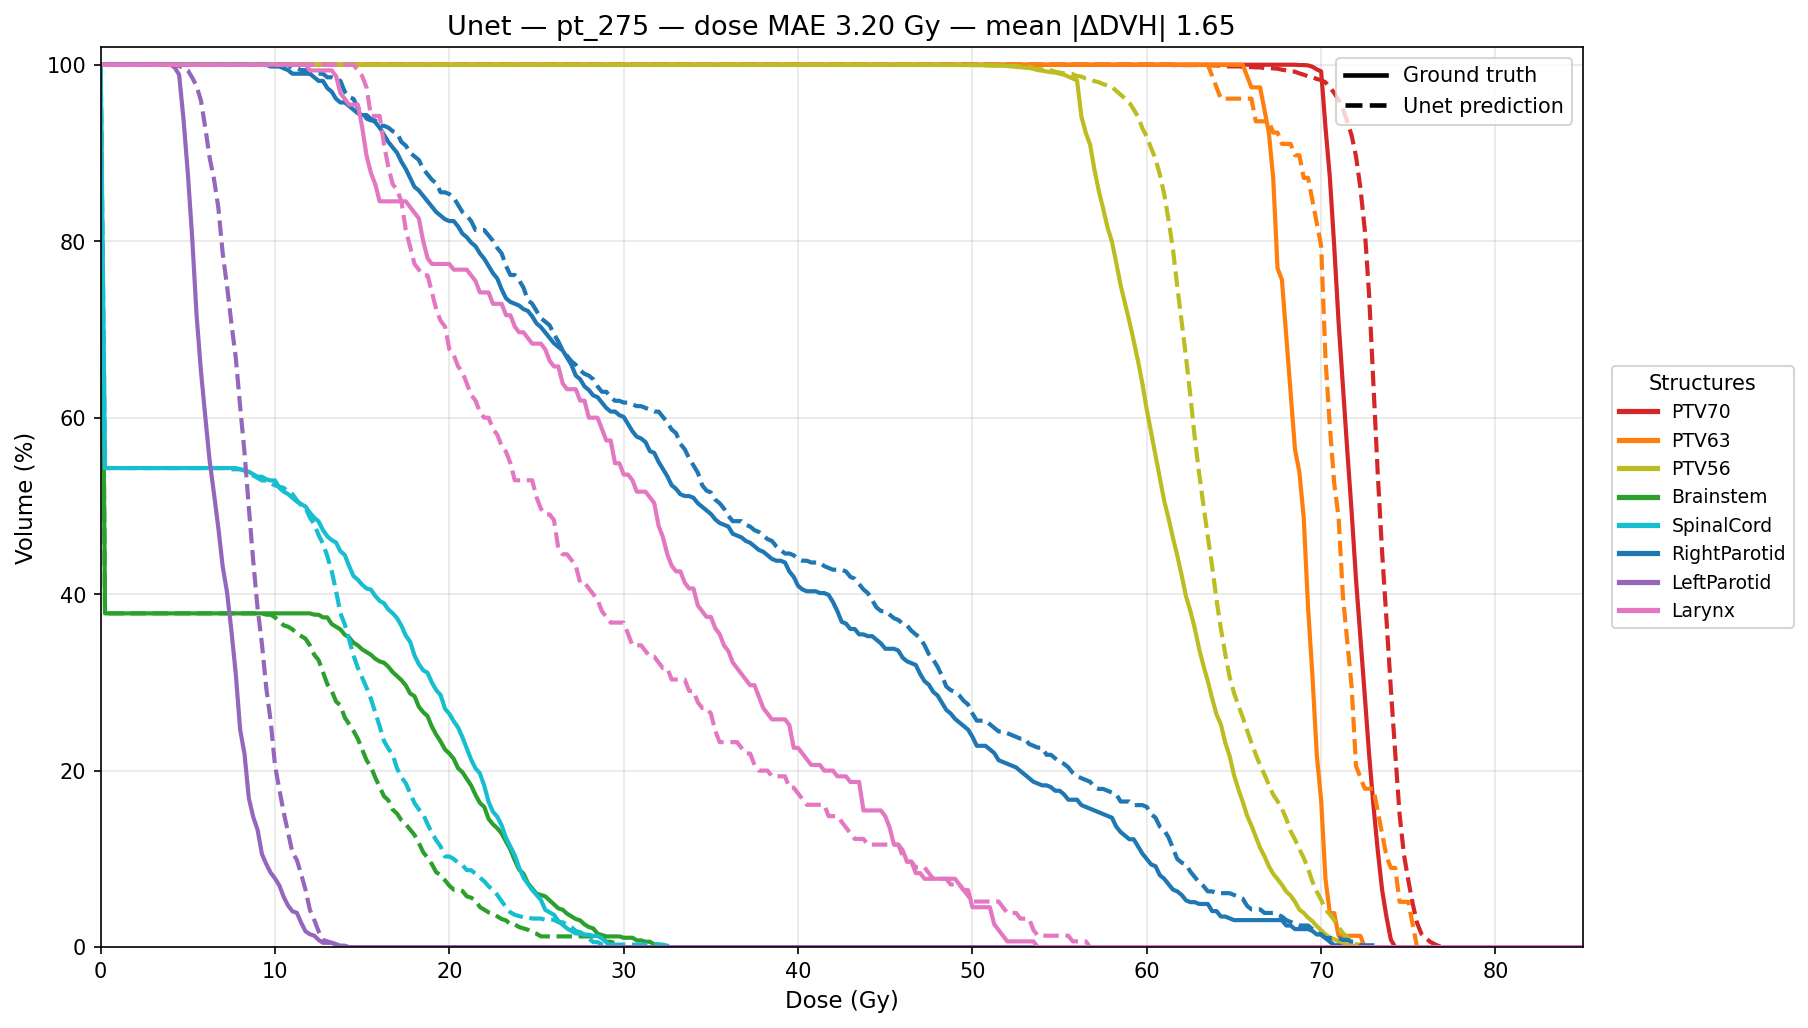 Unet — pt_275 — dose MAE 3.20 Gy — mean |ΔDVH| 1.65
Ground truth
Unet prediction
Volume (%)
100
80
60
40
20
0
0 10 20 30 40 50 60 70 80
Dose (Gy)
Structures
PTV70
PTV63
PTV56
Brainstem
SpinalCord
RightParotid
LeftParotid
Larynx